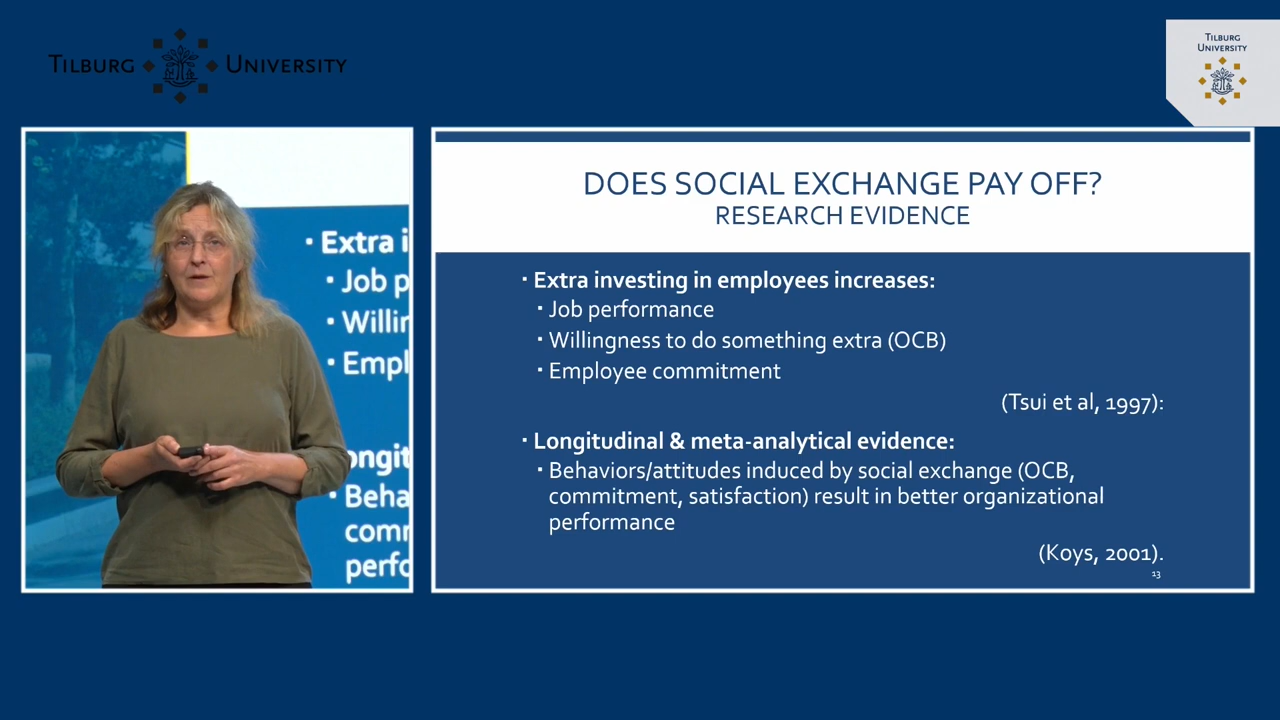 TILBURG UNIVERSITY
TILBURG
UNIVERSITY
· Extra i
· Job p
· Willin
· Empl
ongit
· Beha
comm
perfo
DOES SOCIAL EXCHANGE PAY OFF?
RESEARCH EVIDENCE
· Extra investing in employees increases:
· Job performance
· Willingness to do something extra (OCB)
· Employee commitment
(Tsui et al, 1997):
· Longitudinal & meta-analytical evidence:
· Behaviors/attitudes induced by social exchange (OCB,
commitment, satisfaction) result in better organizational
performance
(Koys, 2001).
13